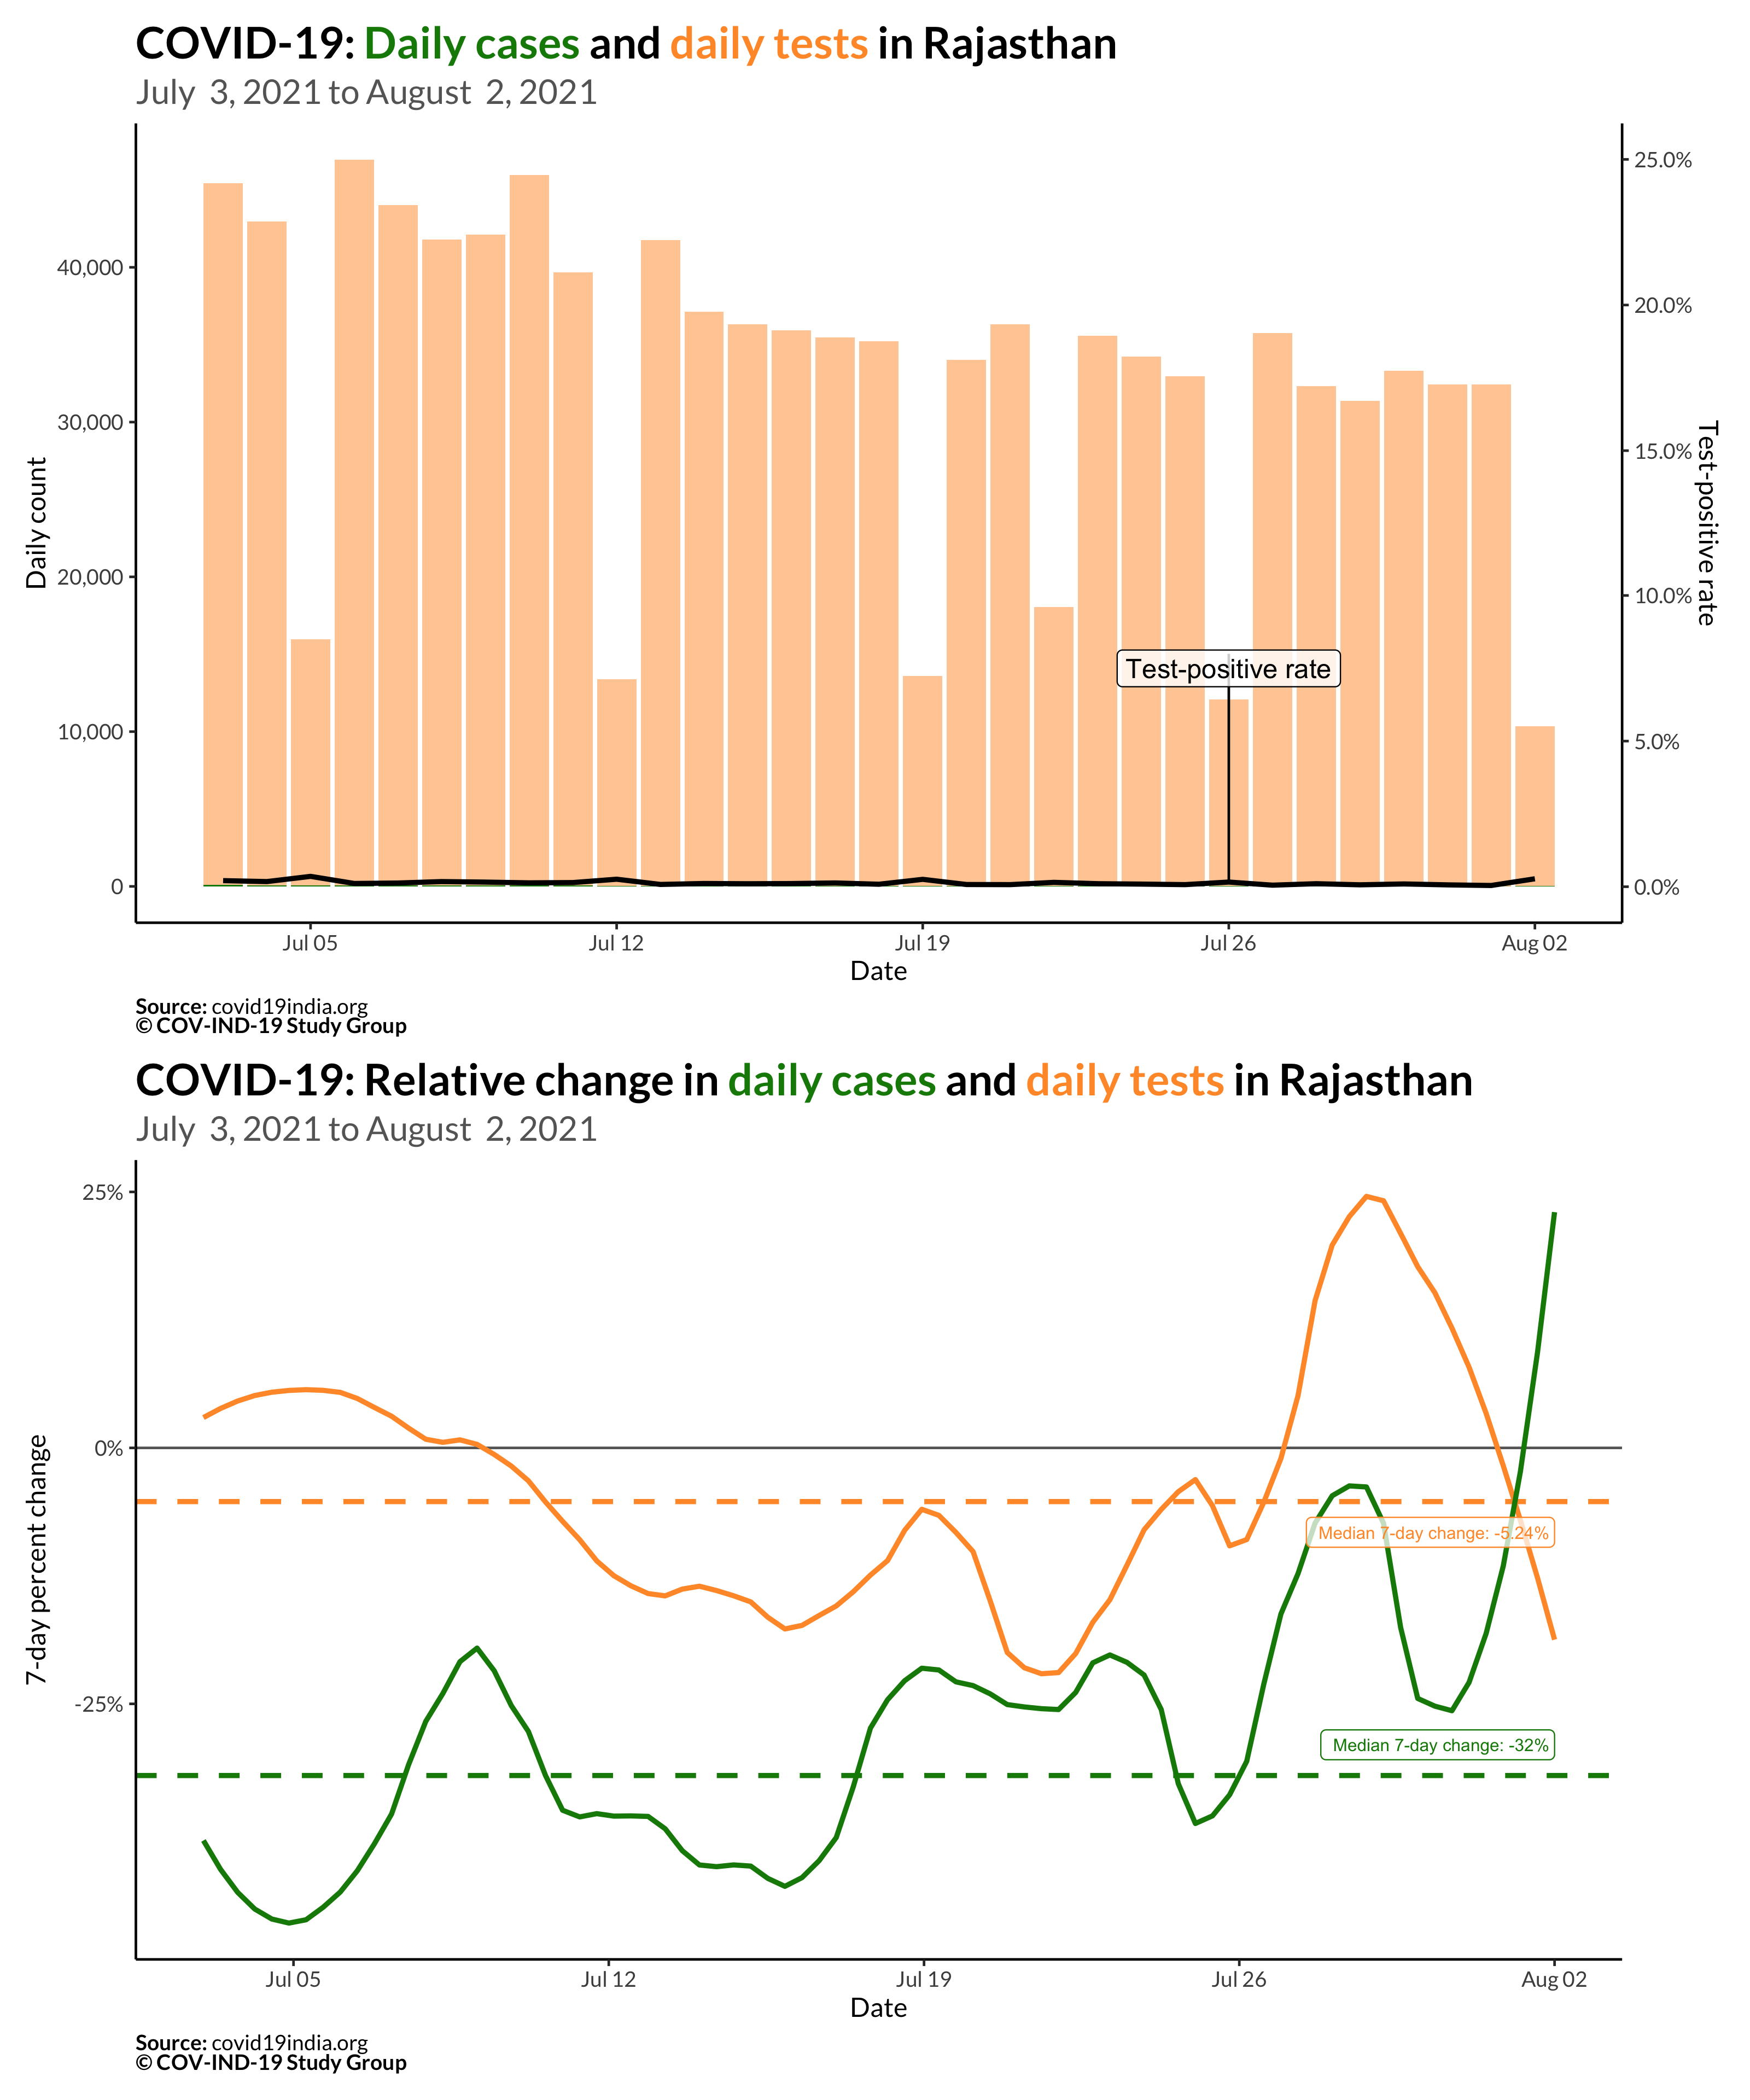 COVID-19: Daily cases and daily tests in Rajasthan
July 3, 2021 to August 2, 2021
Daily count
40,000
30,000
20,000
10,000
0
25.0%
20.0%
15.0%
10.0%
5.0%
0.0%
Test-positive rate
Test-positive rate
Jul 05
Jul 12
Jul 19
Jul 26
Aug 02
Date
Source: covid19india.org
© COV-IND-19 Study Group
COVID-19: Relative change in daily cases and daily tests in Rajasthan
July 3, 2021 to August 2, 2021
7-day percent change
25%
0%
-25%
Median 7-day change: -5.24%
Median 7-day change: -32%
Jul 05
Jul 12
Jul 19
Jul 26
Aug 02
Date
Source: covid19india.org
© COV-IND-19 Study Group